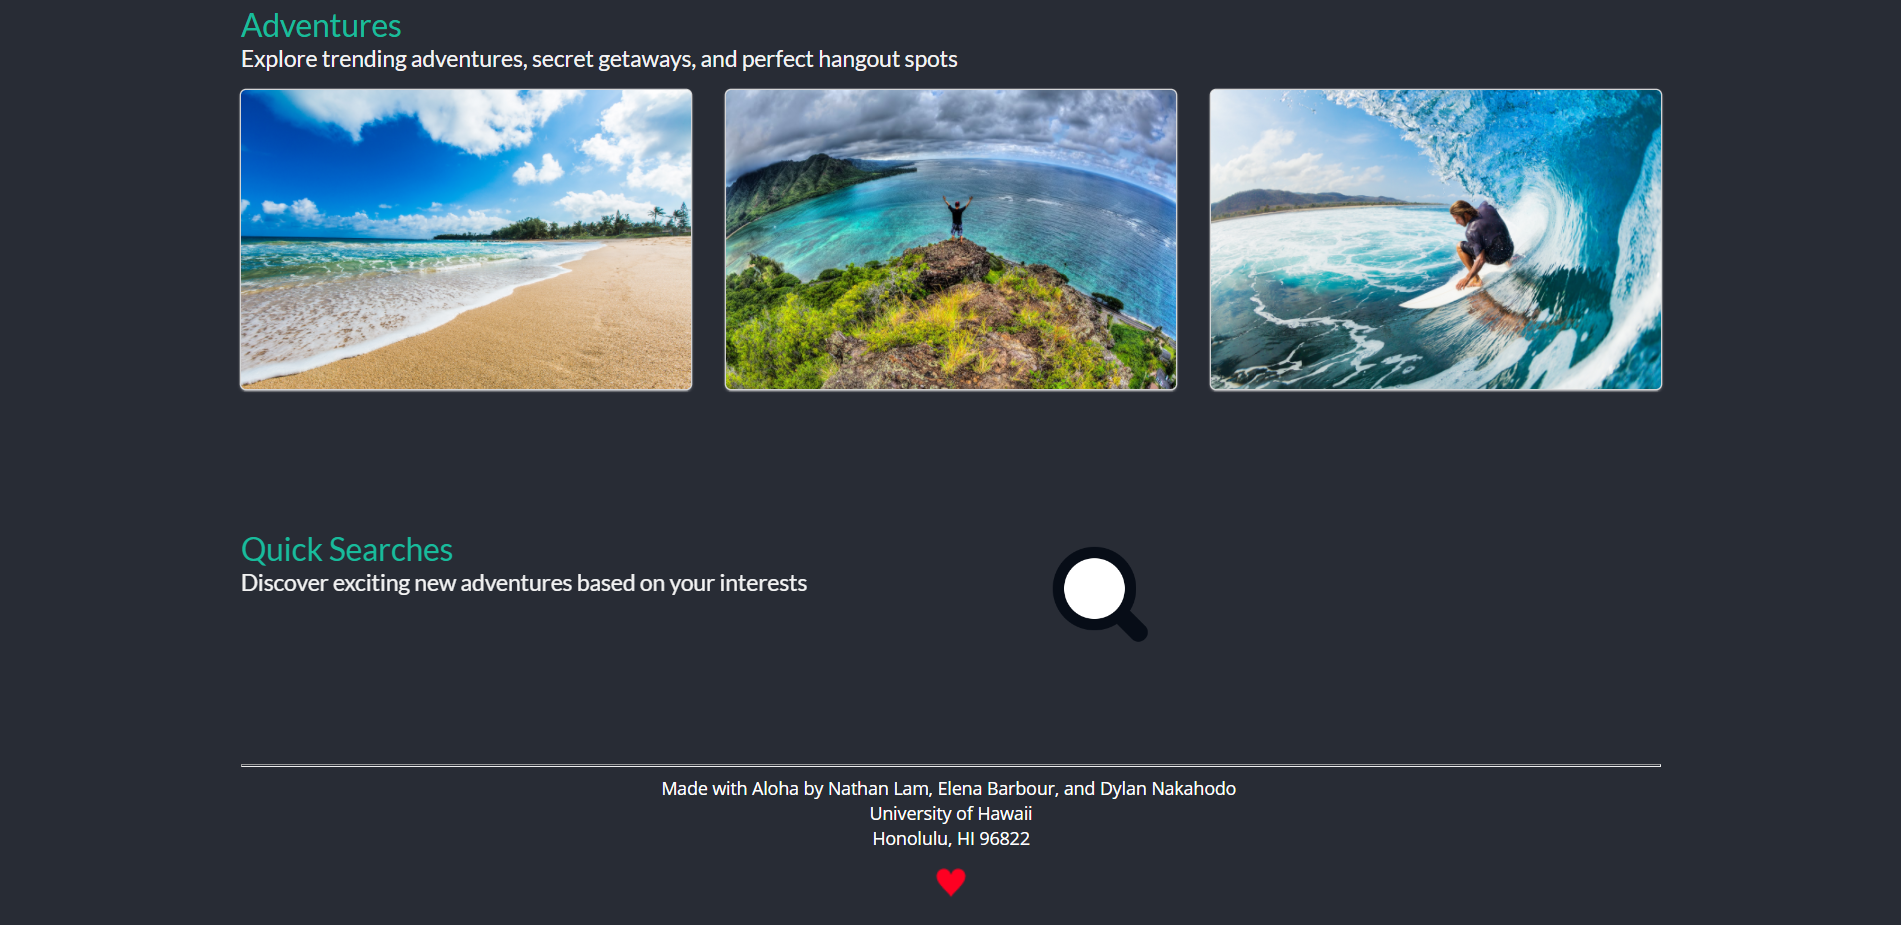 Adventures
Explore trending adventures, secret getaways, and perfect hangout spots
Quick Searches
Discover exciting new adventures based on your interests
Made with Aloha by Nathan Lam, Elena Barbour, and Dylan Nakahodo
University of Hawaii
Honolulu, HI 96822